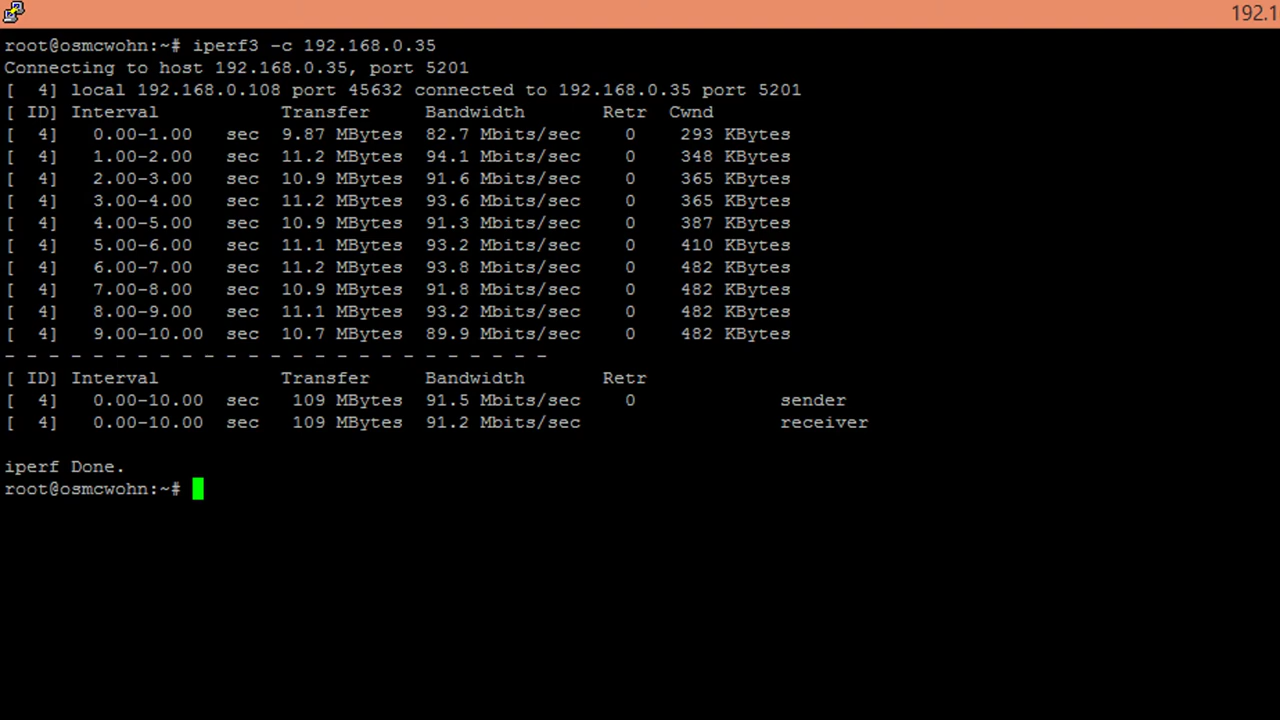 192.1
root@osmcwohn:~# iperf3 -c 192.168.0.35
Connecting to host 192.168.0.35, port 5201
[  4] local 192.168.0.108 port 45632 connected to 192.168.0.35 port 5201
[ ID] Interval           Transfer     Bandwidth       Retr  Cwnd
[  4]   0.00-1.00   sec  9.87 MBytes  82.7 Mbits/sec    0    293 KBytes
[  4]   1.00-2.00   sec  11.2 MBytes  94.1 Mbits/sec    0    348 KBytes
[  4]   2.00-3.00   sec  10.9 MBytes  91.6 Mbits/sec    0    365 KBytes
[  4]   3.00-4.00   sec  11.2 MBytes  93.6 Mbits/sec    0    365 KBytes
[  4]   4.00-5.00   sec  10.9 MBytes  91.3 Mbits/sec    0    387 KBytes
[  4]   5.00-6.00   sec  11.1 MBytes  93.2 Mbits/sec    0    410 KBytes
[  4]   6.00-7.00   sec  11.2 MBytes  93.8 Mbits/sec    0    482 KBytes
[  4]   7.00-8.00   sec  10.9 MBytes  91.8 Mbits/sec    0    482 KBytes
[  4]   8.00-9.00   sec  11.1 MBytes  93.2 Mbits/sec    0    482 KBytes
[  4]   9.00-10.00  sec  10.7 MBytes  89.9 Mbits/sec    0    482 KBytes
- - - - - - - - - - - - - - - - - - - - - - - - -
[ ID] Interval           Transfer     Bandwidth       Retr
[  4]   0.00-10.00  sec   109 MBytes  91.5 Mbits/sec    0             sender
[  4]   0.00-10.00  sec   109 MBytes  91.2 Mbits/sec                  receiver
iperf Done.
root@osmcwohn:~#